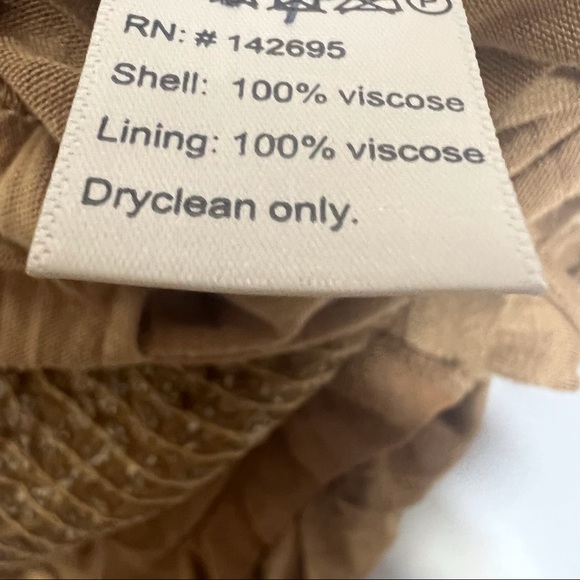 P
RN: # 142695
Shell: 100% viscose
Lining: 100% viscose
Dryclean only.